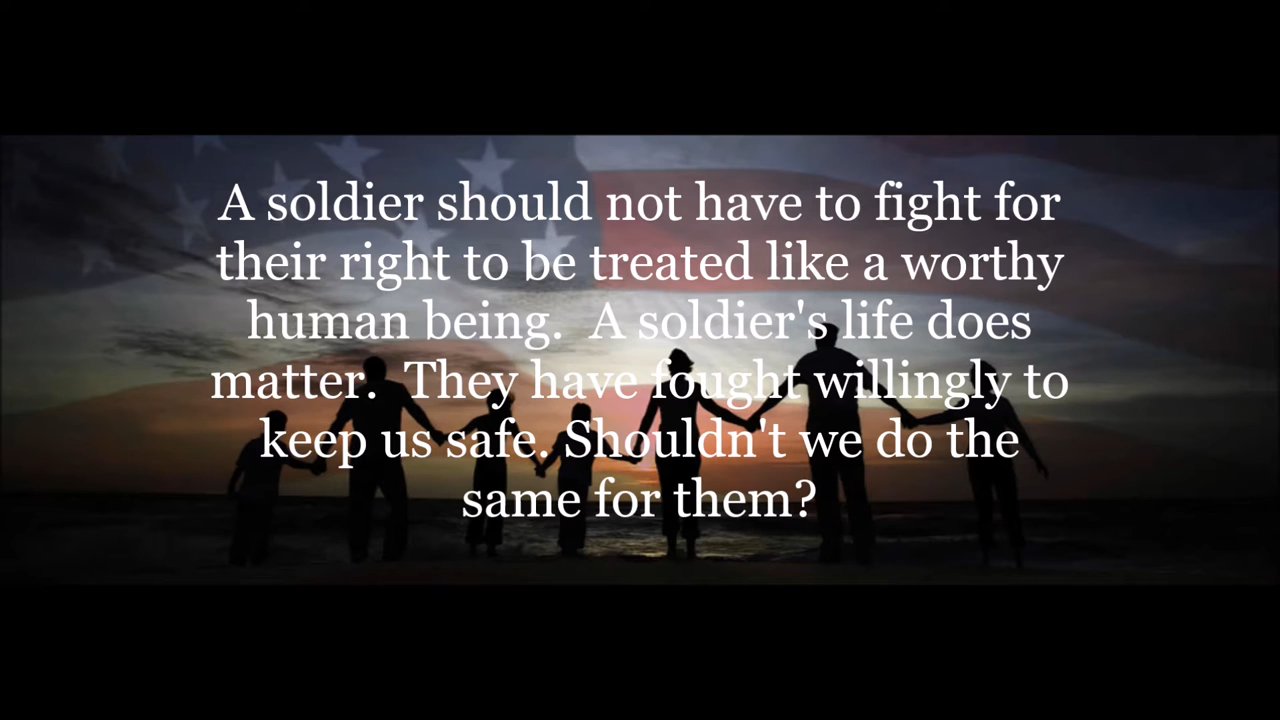 A soldier should not have to fight for
their right to be treated like a worthy
human being.  A soldier's life does
matter.  They have fought willingly to
keep us safe. Shouldn't we do the
same for them?